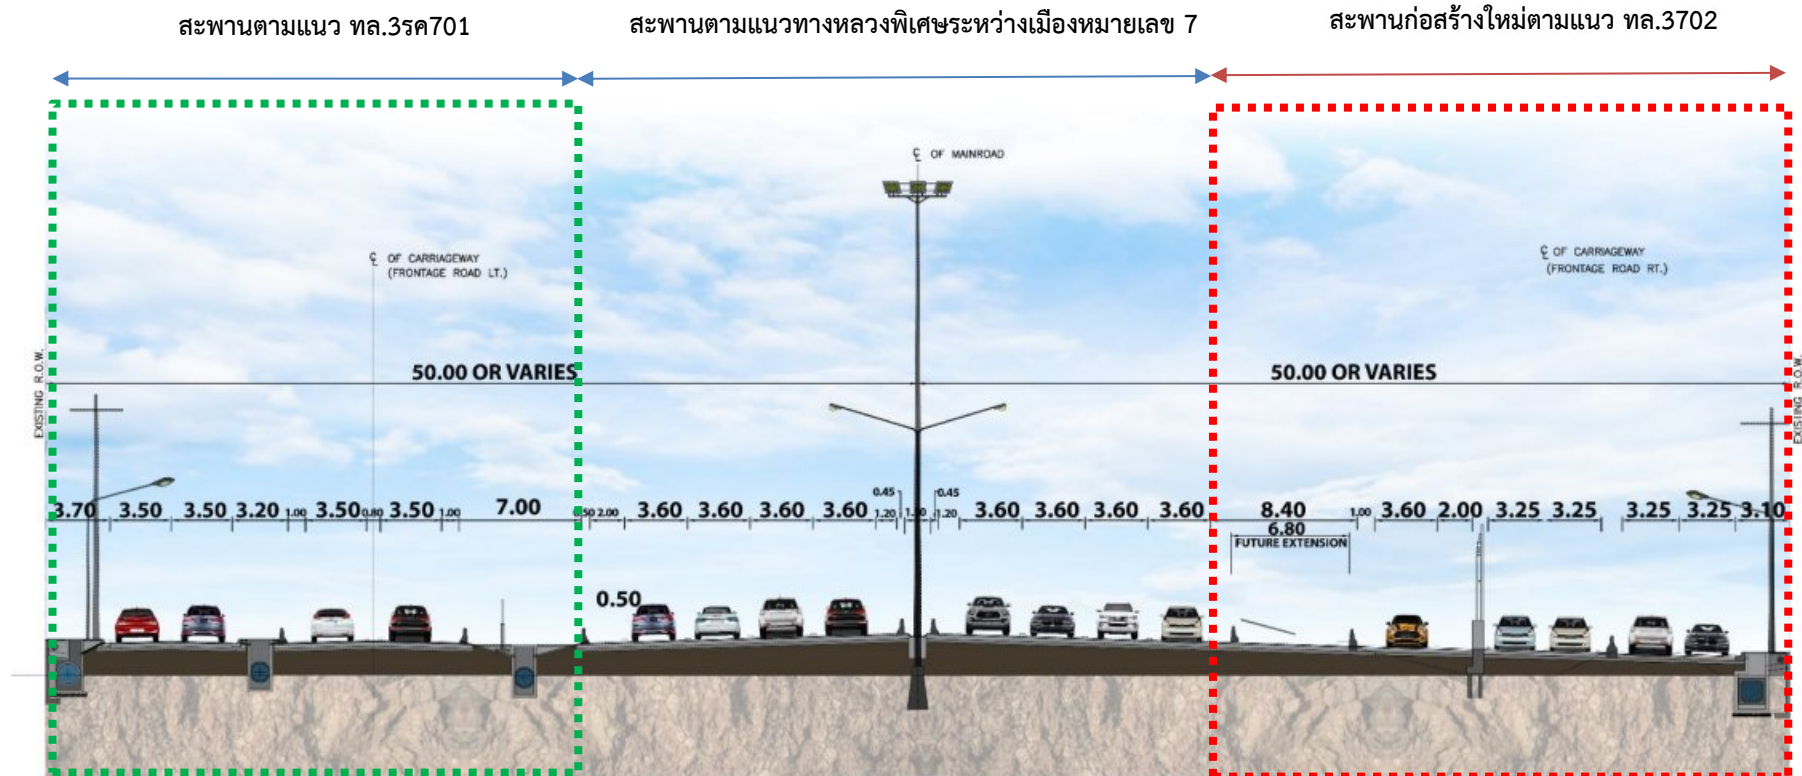 สะพานตามแนว ทล.3รค701
สะพานตามแนวทางหลวงพิเศษระหว่างเมืองหมายเลข 7
สะพานก่อสร้างใหม่ตามแนว ทล.3702
℄ OF MAINROAD
℄ OF CARRIAGEWAY
(FRONTAGE ROAD LT.)
℄ OF CARRIAGEWAY
(FRONTAGE ROAD RT.)
EXISTING R.O.W.
50.00 OR VARIES
50.00 OR VARIES
EXISTING R.O.W.
3.70 3.50 3.50 3.20 1.00 3.50 0.80 3.50 1.00 7.00
0.50 2.00 3.60 3.60 3.60 3.60 0.45 1.20 0.45 1.20 3.60 3.60 3.60 3.60
8.40 1.00 3.60 2.00 3.25 3.25 3.25 3.25 3.10
6.80
FUTURE EXTENSION
0.50